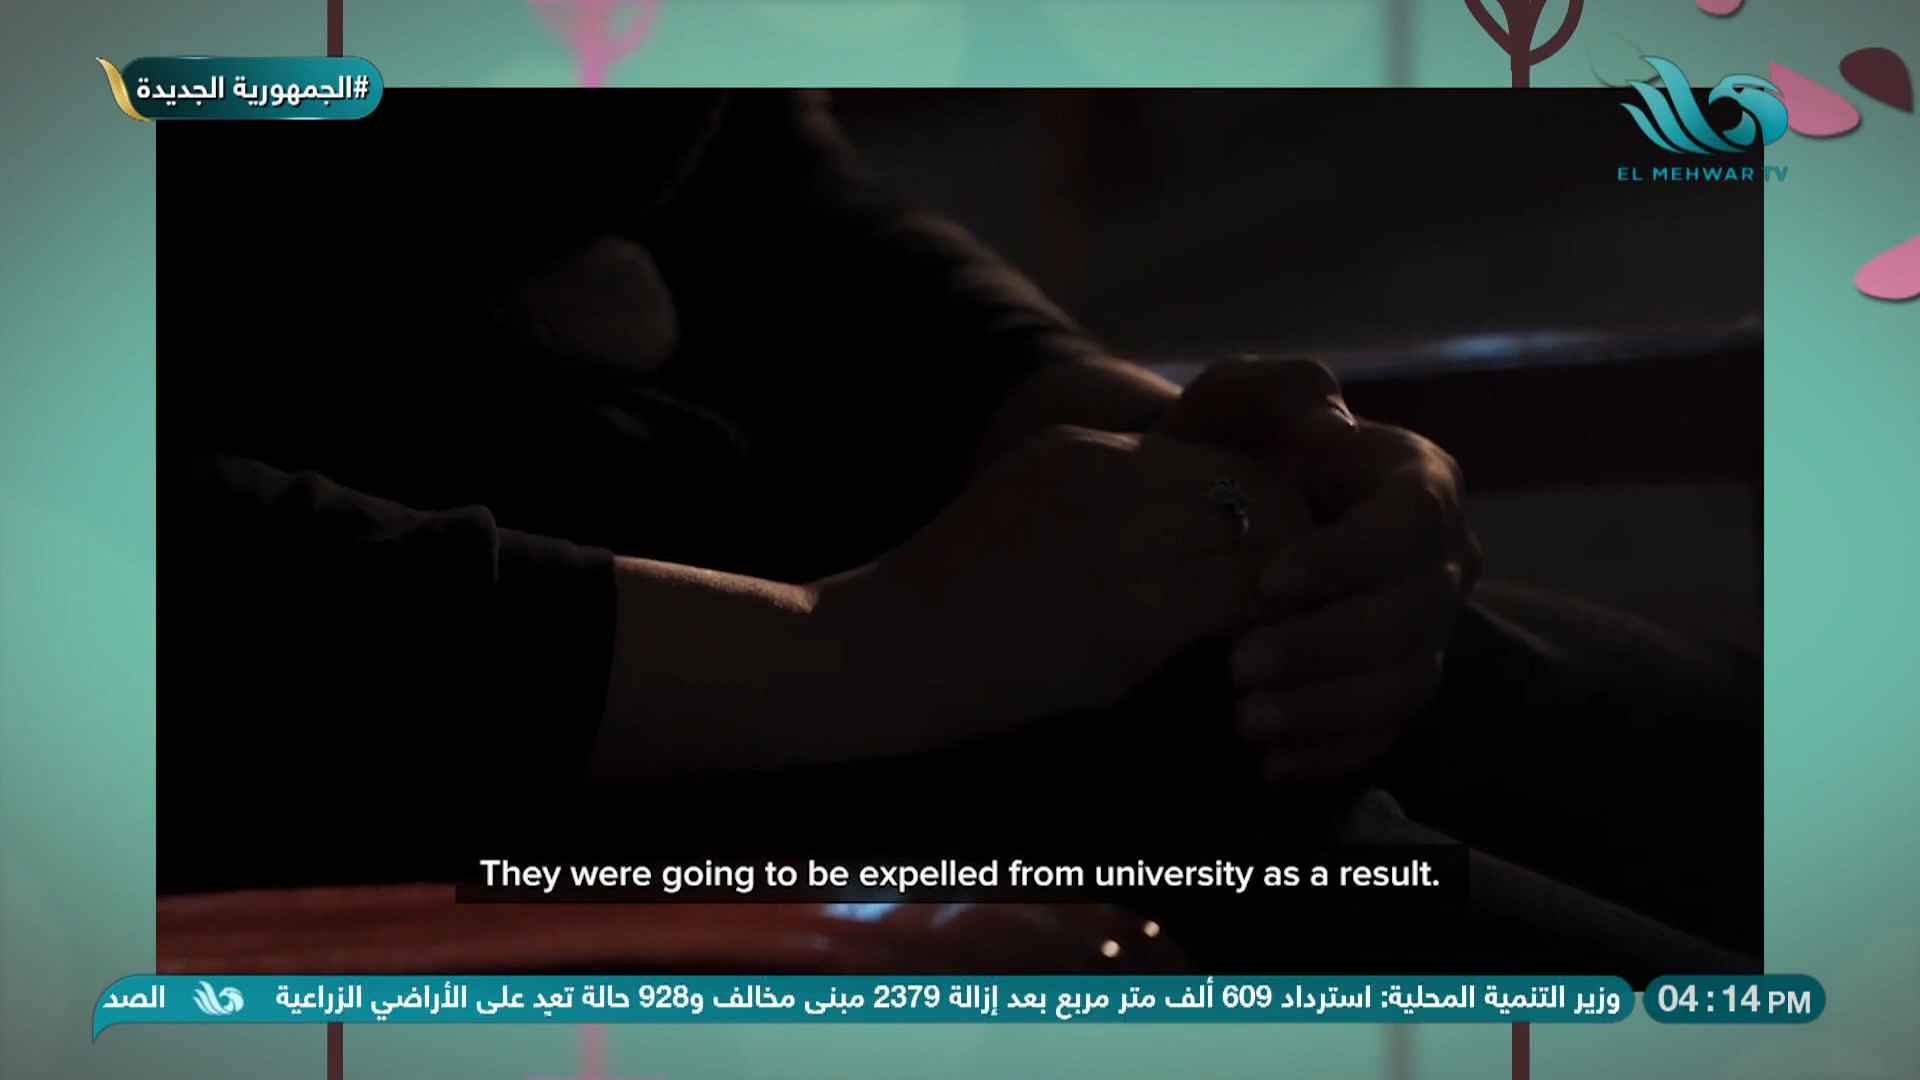 #الجمهورية الجديدة
EL MEHWAR TV
They were going to be expelled from university as a result.
وزير التنمية المحلية: استرداد 609 ألف متر مربع بعد إزالة 2379 مبنى مخالف و928 حالة تعدٍ على الأراضي الزراعية
04:14 PM